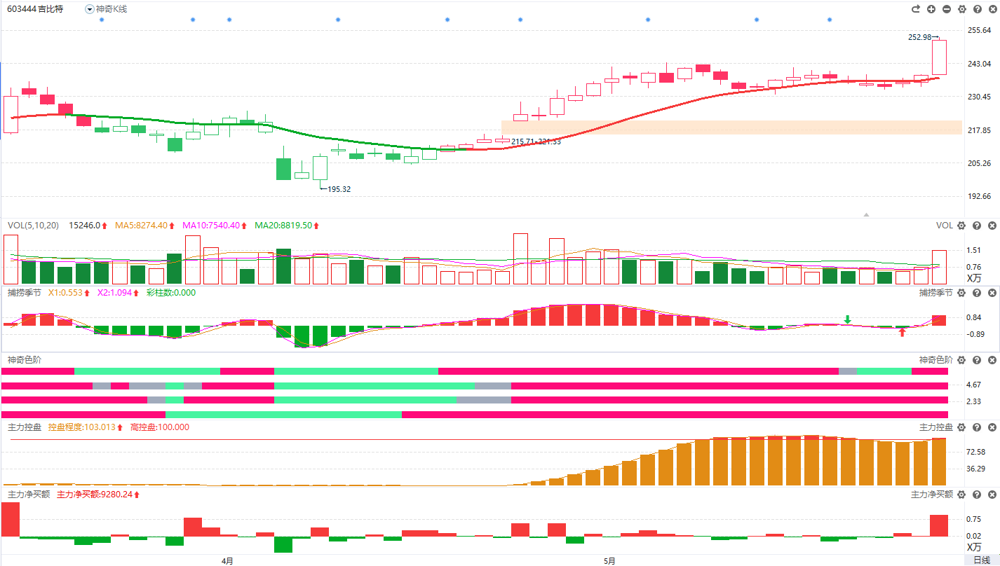 603444 吉比特 神奇K线
255.64
252.98
243.04
230.45
217.85
215.71-221.33
205.26
195.32
192.66
VOL(5,10,20) 15246.0 MA5:8274.40 MA10:7540.40 MA20:8819.50 VOL
1.51
0.76
X万
捕捞季节 X1:0.553 X2:1.094 彩柱数:0.000 捕捞季节
0.84
-0.89
神奇色阶 神奇色阶
4.67
2.33
主力控盘 控盘程度:103.013 高控盘:100.000 主力控盘
72.58
36.29
主力净买额 主力净买额:9280.24 主力净买额
0.75
0.02
X万
4月 5月 日线